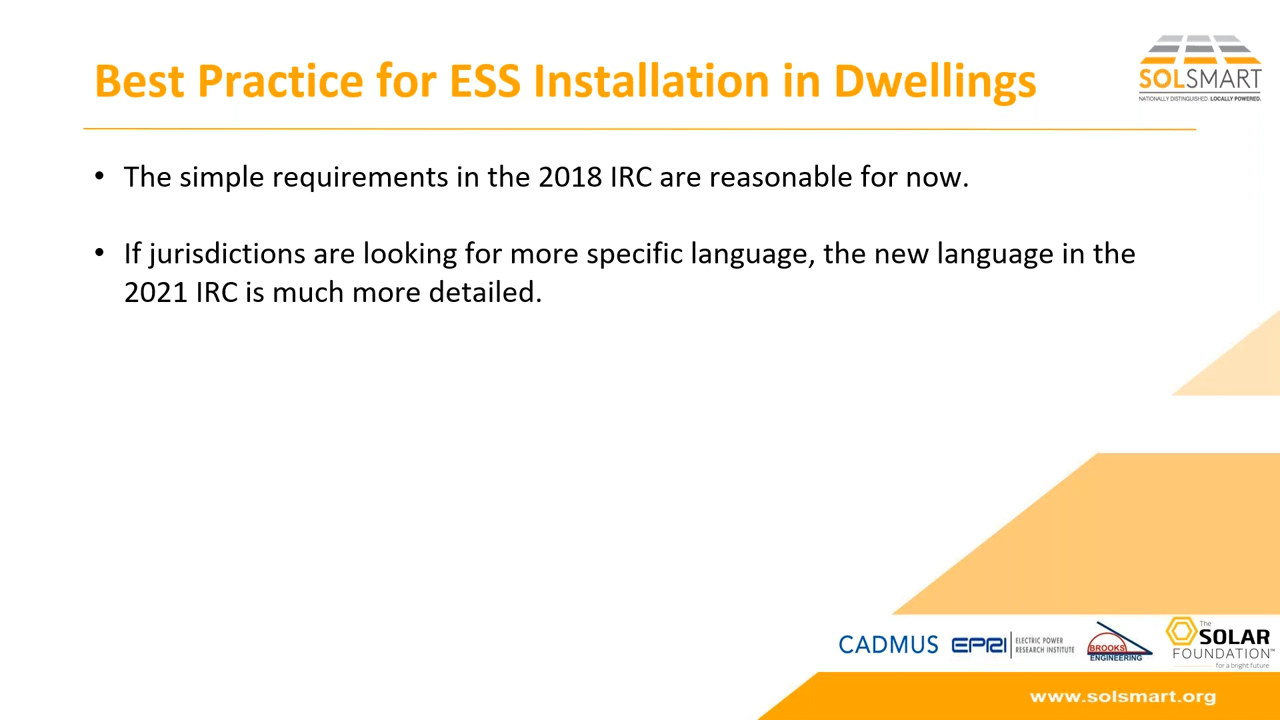 Best Practice for ESS Installation in Dwellings
SOLSMART
NATIONALLY DISTINGUISHED. LOCALLY POWERED.
• The simple requirements in the 2018 IRC are reasonable for now.
• If jurisdictions are looking for more specific language, the new language in the
2021 IRC is much more detailed.
CADMUS
EPRI
ELECTRIC POWER
RESEARCH INSTITUTE
BROOKS
ENGINEERING
The
SOLAR
FOUNDATION™
for a bright future
www.solsmart.org